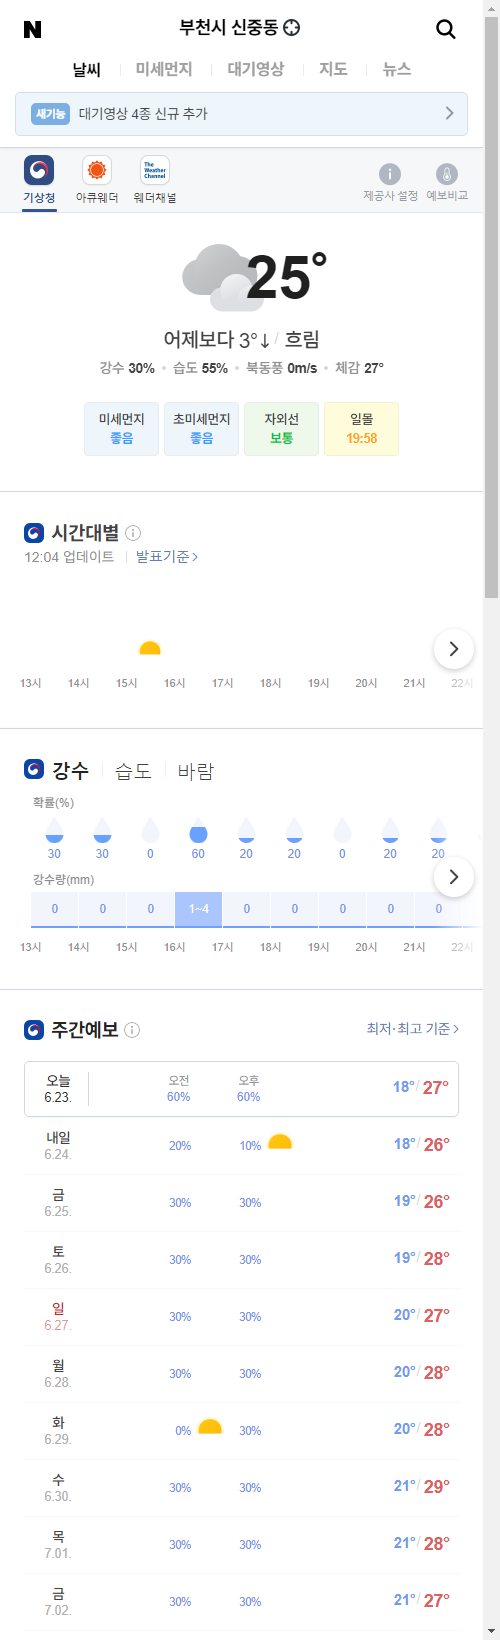 N
부천시 신중동
날씨 미세먼지 대기영상 지도 뉴스
새기능 대기영상 4종 신규 추가
The Weather Channel
기상청 아큐웨더 웨더채널 제공사 설정 예보비교
25°
어제보다 3°↓ / 흐림
강수 30% • 습도 55% • 북동풍 0m/s • 체감 27°
미세먼지 초미세먼지 자외선 일몰
좋음 좋음 보통 19:58
시간대별
12:04 업데이트 발표기준 >
13시 14시 15시 16시 17시 18시 19시 20시 21시 22시
강수 습도 바람
확률(%)
30 30 0 60 20 20 0 20 20
강수량(mm)
0 0 0 1~4 0 0 0 0 0
13시 14시 15시 16시 17시 18시 19시 20시 21시 22시
주간예보 최저·최고 기준 >
오늘 오전 오후
6.23. 60% 60% 18°/27°
내일
6.24. 20% 10% 18°/26°
금
6.25. 30% 30% 19°/26°
토
6.26. 30% 30% 19°/28°
일
6.27. 30% 30% 20°/27°
월
6.28. 30% 30% 20°/28°
화
6.29. 0% 30% 20°/28°
수
6.30. 30% 30% 21°/29°
목
7.01. 30% 30% 21°/28°
금
7.02. 30% 30% 21°/27°